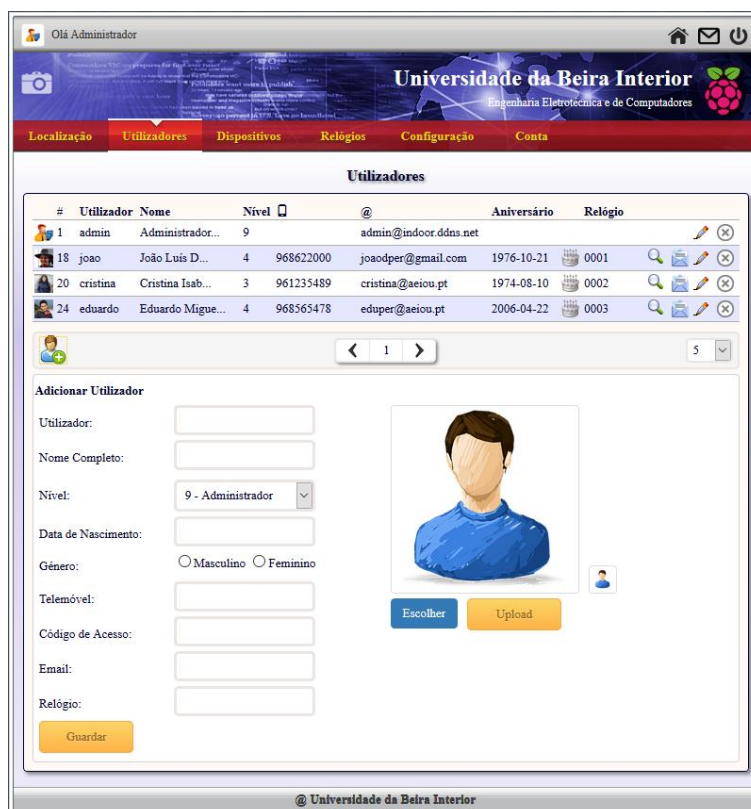 Olá Administrador
Universidade da Beira Interior
Engenharia Eletrotécnica e de Computadores
Localização Utilizadores Dispositivos Relógios Configuração Conta
Utilizadores
# Utilizador Nome Nível @ Aniversário Relógio
1 admin Administrador... 9 admin@indoor.ddns.net
18 joao João Luís D... 4 968622000 joaodper@gmail.com 1976-10-21 0001
20 cristina Cristina Isab... 3 961235489 cristina@aeiou.pt 1974-08-10 0002
24 eduardo Eduardo Migue... 4 968565478 eduper@aeiou.pt 2006-04-22 0003
1 5
Adicionar Utilizador
Utilizador:
Nome Completo:
Nível: 9 - Administrador
Data de Nascimento:
Género: Masculino Feminino
Telemóvel:
Código de Acesso:
Email:
Relógio:
Escolher Upload
Guardar
@ Universidade da Beira Interior